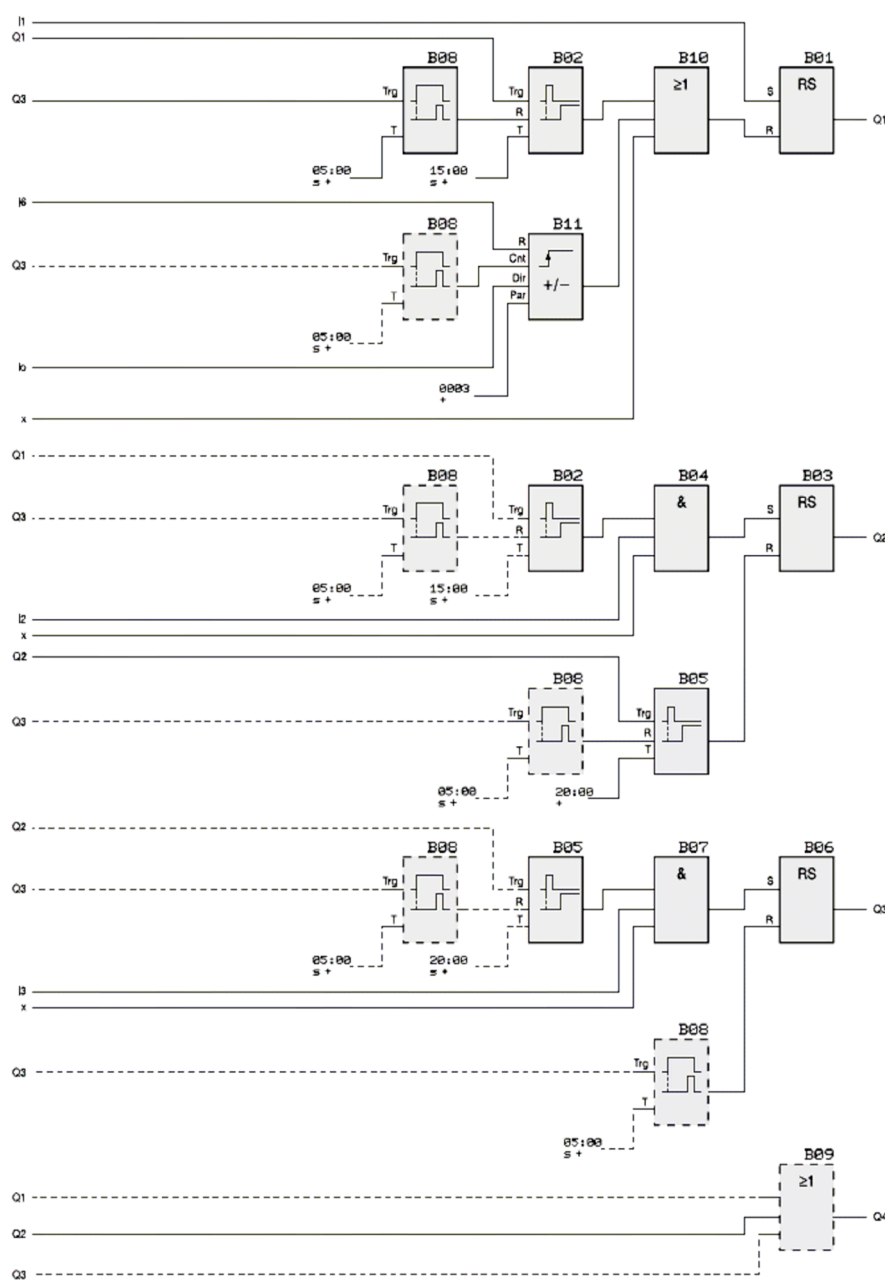 I1
Q1
B08 B02 B10 B01
Trg Trg ≥1 RS
Q3 S
R Q1
T T R
05:00 15:00
s + s +
I6
B08 B11
R
Q3 Trg Cnt
Dir
T Par +/-
05:00
s +
0003
+
x
Q1
B08 B02 B04 B03
Trg Trg & RS
Q3 S
R Q2
T T R
05:00 15:00
s + s +
I2
x
Q2
B08 B05
Q3 Trg Trg
R
T T
05:00 20:00
s + +
Q2
B08 B05 B07 B06
Trg Trg & RS
Q3 S
R Q3
T T R
05:00 20:00
s + s +
I3
x
B08
Q3 Trg
T
05:00
s +
B09
Q1 ≥1
Q2 Q4
Q3